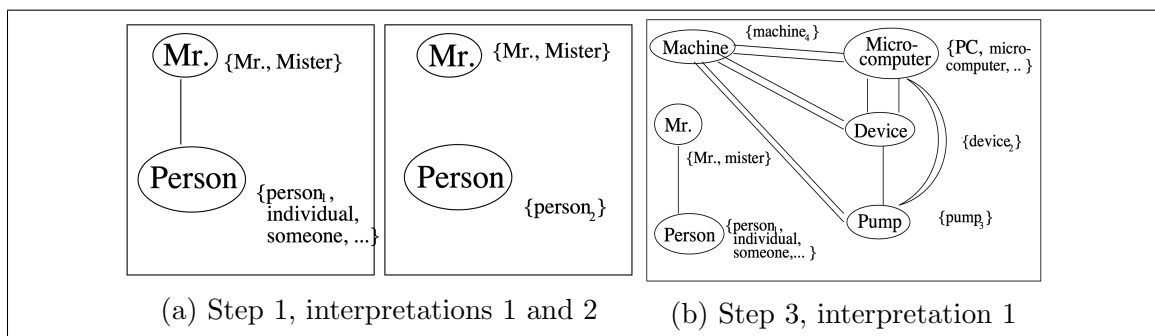 Mr.
{Mr., Mister}
Person
{person1,
individual,
someone, ...}
Mr.
{Mr., Mister}
Person
{person2}
(a) Step 1, interpretations 1 and 2
{machine4}
Machine
Micro-
computer
{PC, micro-
computer, .. }
Mr.
Device
{Mr., mister}
{device2}
Person
{person1,
individual,
someone,... }
Pump
{pump3}
(b) Step 3, interpretation 1